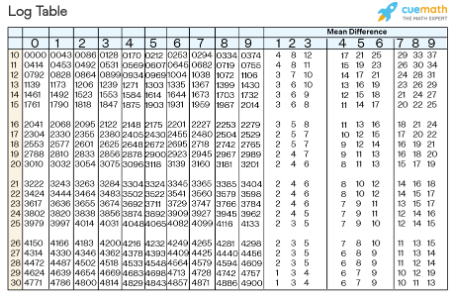 Log Table
cuemath
THE MATH EXPERT
Mean Difference
0 1 2 3 4 5 6 7 8 9 1 2 3 4 5 6 7 8 9
10 0000 0043 0086 0128 0170 0212 0253 0294 0334 0374 4 8 12 17 21 25 29 33 37
11 0414 0453 0492 0531 0569 0607 0645 0682 0719 0755 4 8 11 15 19 23 26 30 34
12 0792 0828 0864 0899 0934 0969 1004 1038 1072 1106 3 7 10 14 17 21 24 28 31
13 1139 1173 1206 1239 1271 1303 1335 1367 1399 1430 3 6 10 13 16 19 23 26 29
14 1461 1492 1523 1553 1584 1614 1644 1673 1703 1732 3 6 9 12 15 18 21 24 27
15 1761 1790 1818 1847 1875 1903 1931 1959 1987 2014 3 6 8 11 14 17 20 22 25
16 2041 2068 2095 2122 2148 2175 2201 2227 2253 2279 3 5 8 11 13 16 18 21 24
17 2304 2330 2355 2380 2405 2430 2455 2480 2504 2529 2 5 7 10 12 15 17 20 22
18 2553 2577 2601 2625 2648 2672 2695 2718 2742 2765 2 5 7 9 12 14 16 19 21
19 2788 2810 2833 2856 2878 2900 2923 2945 2967 2989 2 4 7 9 11 13 16 18 20
20 3010 3032 3054 3075 3096 3118 3139 3160 3181 3201 2 4 6 8 11 13 15 17 19
21 3222 3243 3263 3284 3304 3324 3345 3365 3385 3404 2 4 6 8 10 12 14 16 18
22 3424 3444 3464 3483 3502 3522 3541 3560 3579 3598 2 4 6 8 10 12 14 15 17
23 3617 3636 3655 3674 3692 3711 3729 3747 3766 3784 2 4 6 7 9 11 13 15 17
24 3802 3820 3838 3856 3874 3892 3909 3927 3945 3962 2 4 5 7 9 11 12 14 16
25 3979 3997 4014 4031 4048 4065 4082 4099 4116 4133 2 3 5 7 9 10 12 14 15
26 4150 4166 4183 4200 4216 4232 4249 4265 4281 4298 2 3 5 7 8 10 11 13 15
27 4314 4330 4346 4362 4378 4393 4409 4425 4440 4456 2 3 5 6 8 9 11 13 14
28 4472 4487 4502 4518 4533 4548 4564 4579 4594 4609 2 3 5 6 8 9 11 12 14
29 4624 4639 4654 4669 4683 4698 4713 4728 4742 4757 1 3 4 6 7 9 10 12 13
30 4771 4786 4800 4814 4829 4843 4857 4871 4886 4900 1 3 4 6 7 9 10 11 13